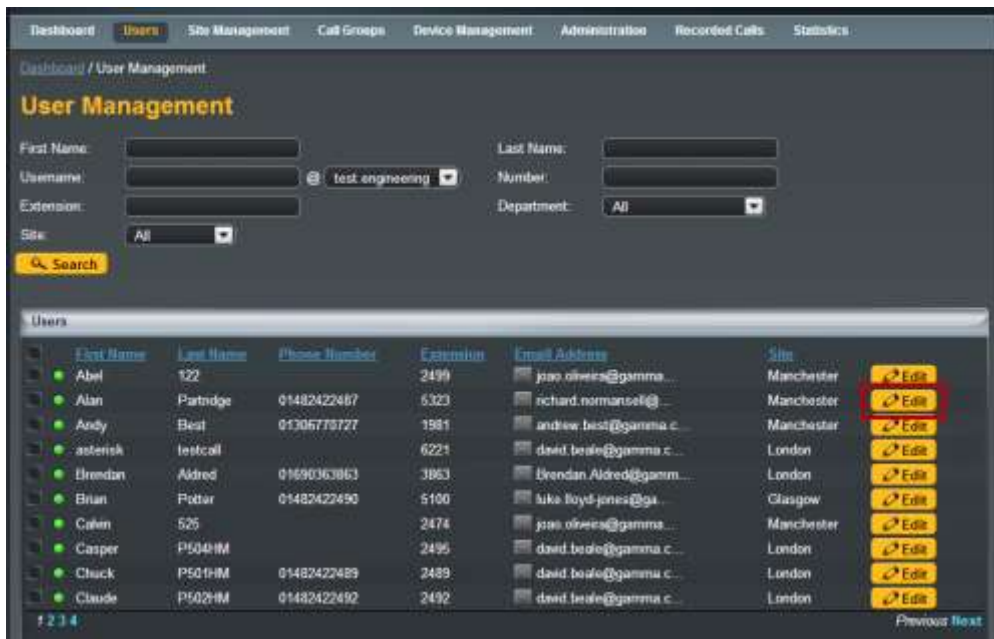 Dashboard Users Site Management Call Groups Device Management Administration Recorded Calls Statistics
Dashboard / User Management
User Management
First Name: Last Name:
Username: @ test engineering Number:
Extension: Department: All
Site: All
Search
Users
First Name Last Name Phone Number Extension Email Address Site
Abel 122 2499 joao.oliveira@gamma... Manchester Edit
Alan Partridge 01482422487 5323 richard.normansell@... Manchester Edit
Andy Best 01306770727 1981 andrew.best@gamma.c... Manchester Edit
asterisk testcall 6221 david.beale@gamma.c... London Edit
Brendan Aldred 01690363863 3863 Brendan.Aldred@gamm... London Edit
Brian Potter 01482422490 5100 luke.lloyd-jones@ga... Glasgow Edit
Calvin 525 2474 joao.oliveira@gamma... Manchester Edit
Casper P504HM 2495 david.beale@gamma.c... London Edit
Chuck P501HM 01482422489 2489 david.beale@gamma.c... London Edit
Claude P502HM 01482422492 2492 david.beale@gamma.c... London Edit
1 2 3 4 Previous Next